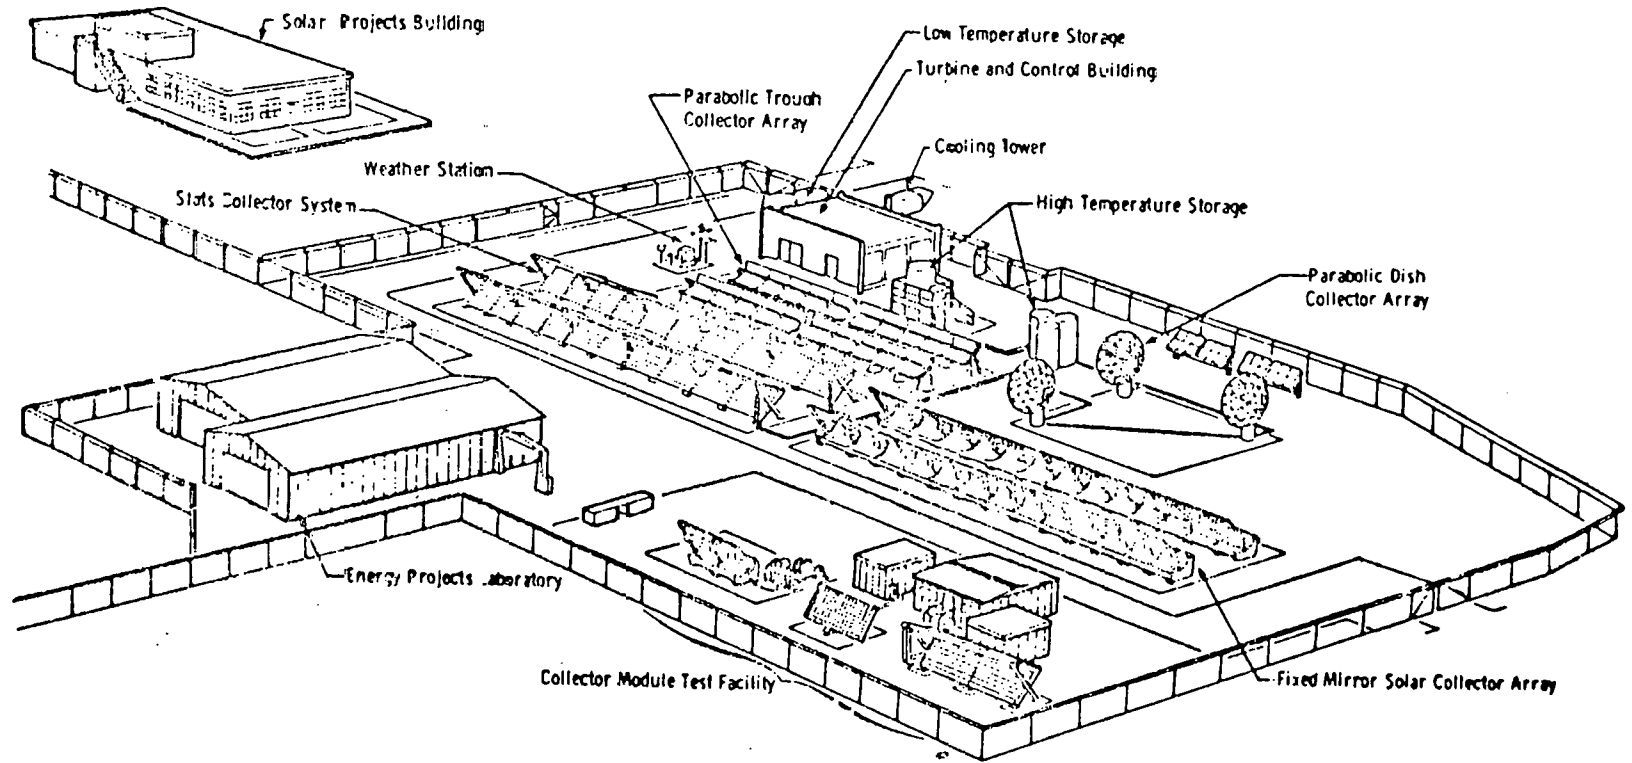 Solar Projects Building
Low Temperature Storage
Turbine and Control Building
Parabolic Trough
Collector Array
Cooling Tower
Weather Station
Slats Collector System
High Temperature Storage
Parabolic Dish
Collector Array
Energy Projects Laboratory
Collector Module Test Facility
Fixed Mirror Solar Collector Array